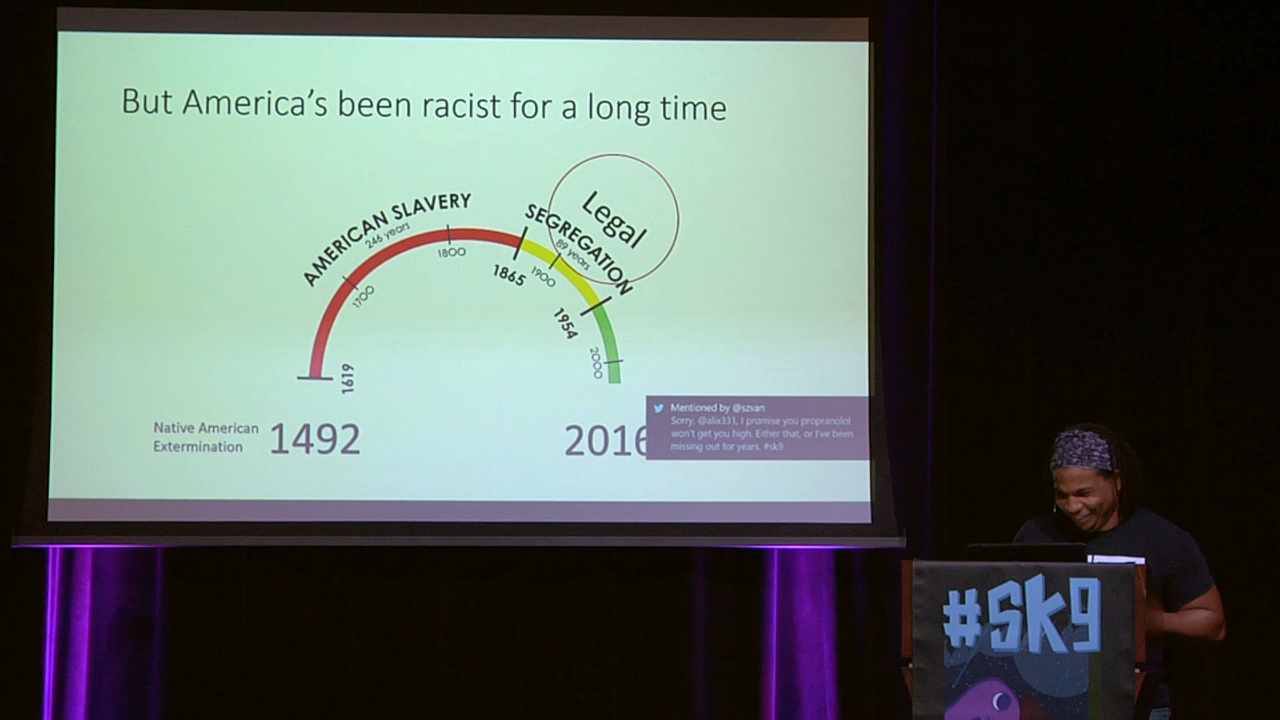 But America's been racist for a long time
Legal
AMERICAN SLAVERY
246 years
SEGREGATION
89 years
1619
1700
1800
1865
1900
1954
2000
Native American
Extermination
1492
2016
Mentioned by @szvan
Sorry, @alix331, I promise you propranolol
won't get you high. Either that, or I've been
missing out for years. #sk9
#sk9